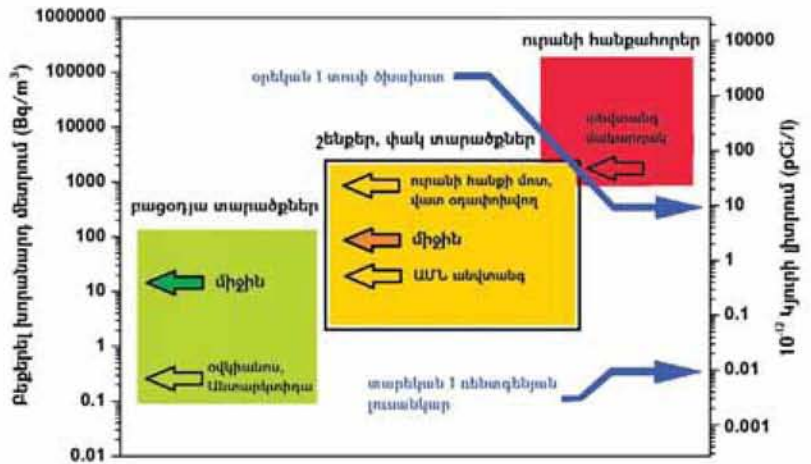 Բեքերել խորանարդ մետրում (Bq/m³)
1000000
100000
10000
1000
100
10
1
0.1
0.01
ուրանի հանքահորեր
օրեկան 1 տուփ ծխախոտ
անվտանգ
մակարդակ
շենքեր, փակ տարածքներ
ուրանի հանքի մոտ,
վատ օդափոխվող
միջին
ԱՄՆ անվտանգ
բացօդյա տարածքներ
միջին
օվկիանոս,
Անտարկտիդա
տարեկան 1 ռենտգենյան
լուսանկար
10000
1000
100
10
1
0.1
0.01
0.001
10⁻¹² Կյուրի լիտրում (pCi/l)